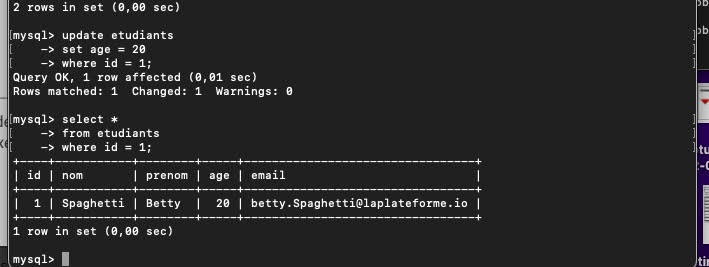 2 rows in set (0,00 sec)
mysql> update etudiants
    -> set age = 20
    -> where id = 1;
Query OK, 1 row affected (0,01 sec)
Rows matched: 1  Changed: 1  Warnings: 0
mysql> select *
    -> from etudiants
    -> where id = 1;
+----+-----------+--------+-----+------------------------------+
| id | nom       | prenom | age | email                        |
+----+-----------+--------+-----+------------------------------+
|  1 | Spaghetti | Betty  |  20 | betty.Spaghetti@laplateforme.io |
+----+-----------+--------+-----+------------------------------+
1 row in set (0,00 sec)
mysql>